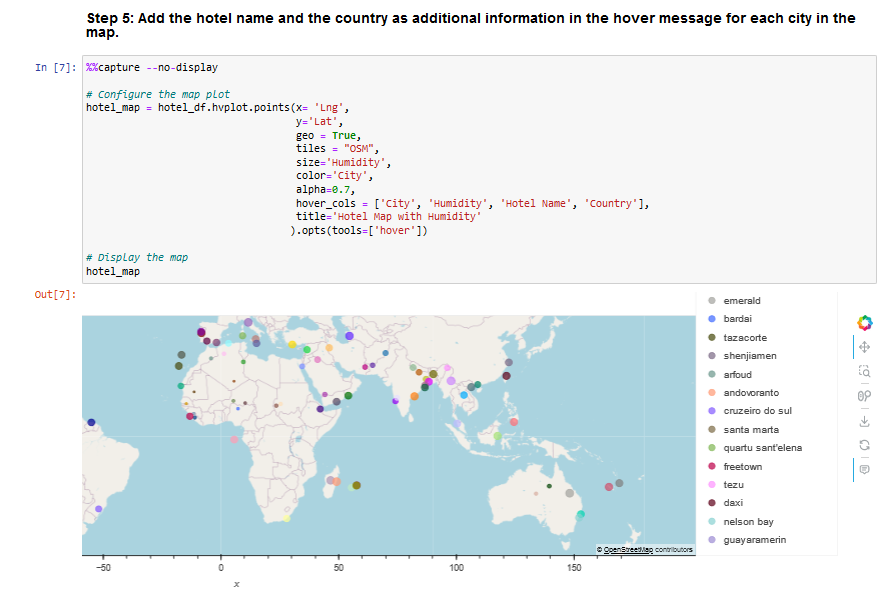 Step 5: Add the hotel name and the country as additional information in the hover message for each city in the
map.
In [7]: %%capture --no-display
# Configure the map plot
hotel_map = hotel_df.hvplot.points(x= 'Lng',
y='Lat',
geo = True,
tiles = "OSM",
size='Humidity',
color='City',
alpha=0.7,
hover_cols = ['City', 'Humidity', 'Hotel Name', 'Country'],
title='Hotel Map with Humidity'
).opts(tools=['hover'])
# Display the map
hotel_map
Out[7]:
emerald
bardai
tazacorte
shenjiamen
arfoud
andovoranto
cruzeiro do sul
santa marta
quartu sant'elena
freetown
tezu
daxi
nelson bay
guayaramerin
© OpenStreetMap contributors
−50 0 50 100 150
x